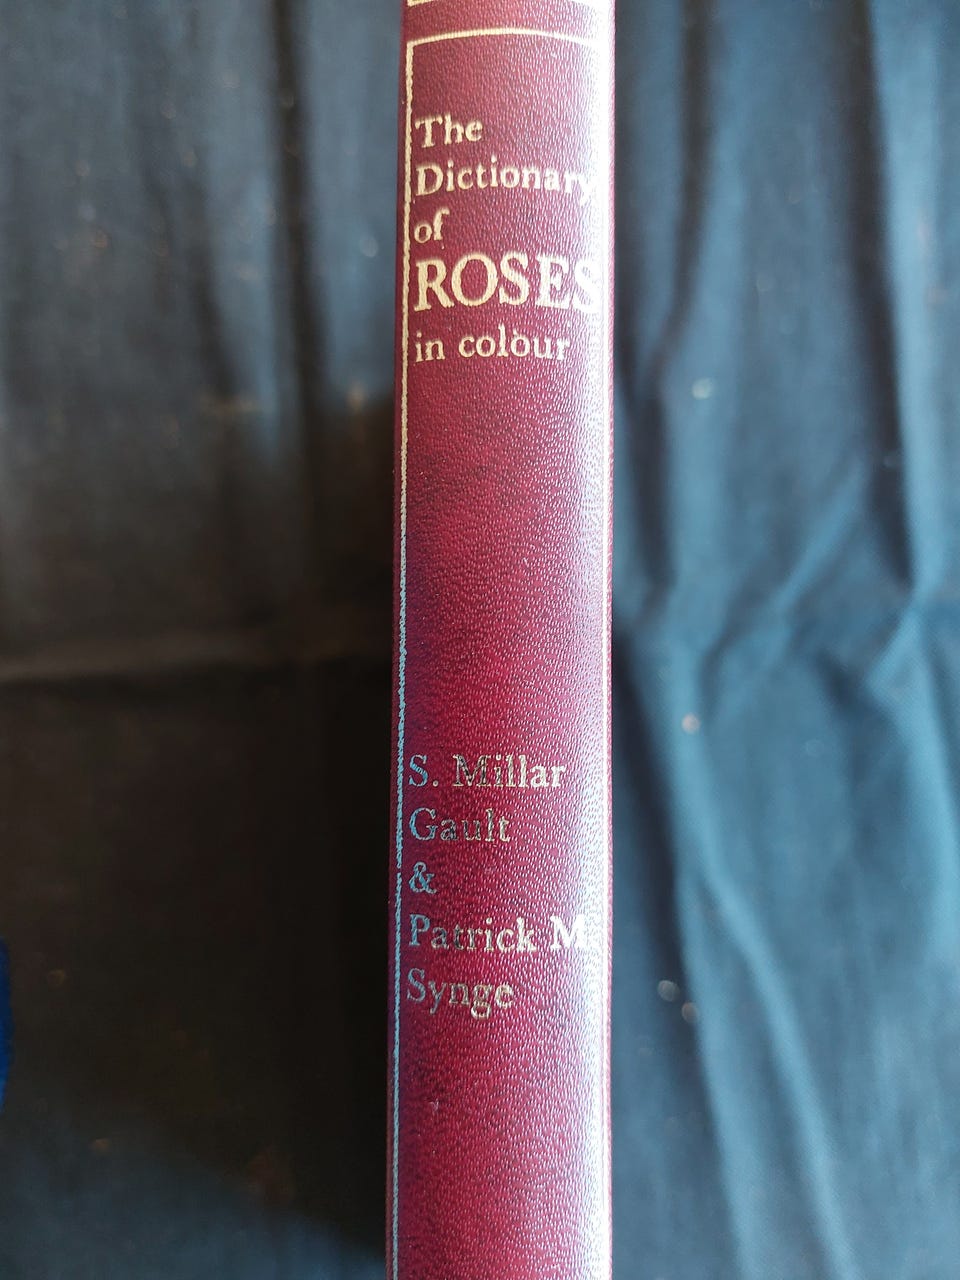 The
Dictionary
of
ROSES
in colour
S. Millar
Gault
&
Patrick M
Synge